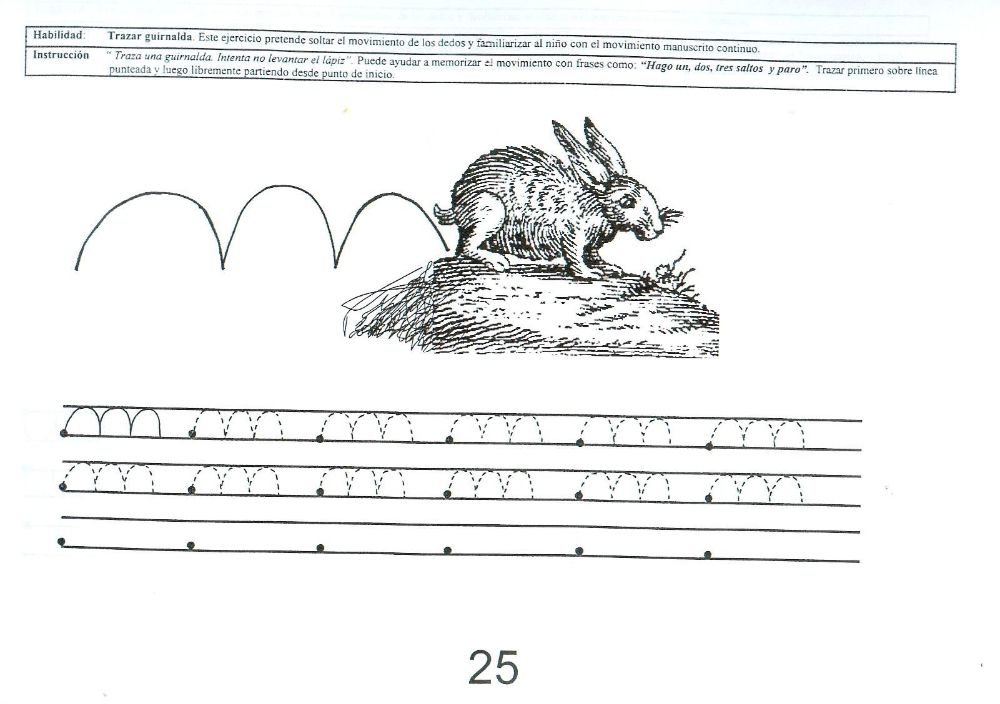 Habilidad: Trazar guirnalda. Este ejercicio pretende soltar el movimiento de los dedos y familiarizar al niño con el movimiento manuscrito continuo.
Instrucción " Traza una guirnalda. Intenta no levantar el lápiz". Puede ayudar a memorizar el movimiento con frases como: "Hago un, dos, tres saltos y paro". Trazar primero sobre línea
punteada y luego libremente partiendo desde punto de inicio.
25